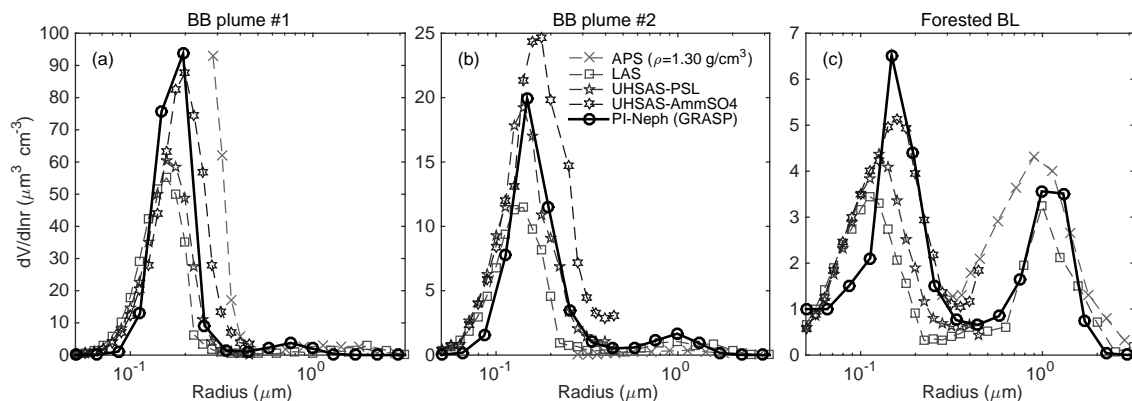 BB plume #1
BB plume #2
Forested BL
dV/dlnr (μm³ cm⁻³)
100
90
80
70
60
50
40
30
20
10
0
(a)
10⁻¹
10⁰
Radius (μm)
25
20
15
10
5
0
(b)
APS (ρ=1.30 g/cm³)
LAS
UHSAS-PSL
UHSAS-AmmSO4
PI-Neph (GRASP)
10⁻¹
10⁰
Radius (μm)
7
6
5
4
3
2
1
0
(c)
10⁻¹
10⁰
Radius (μm)